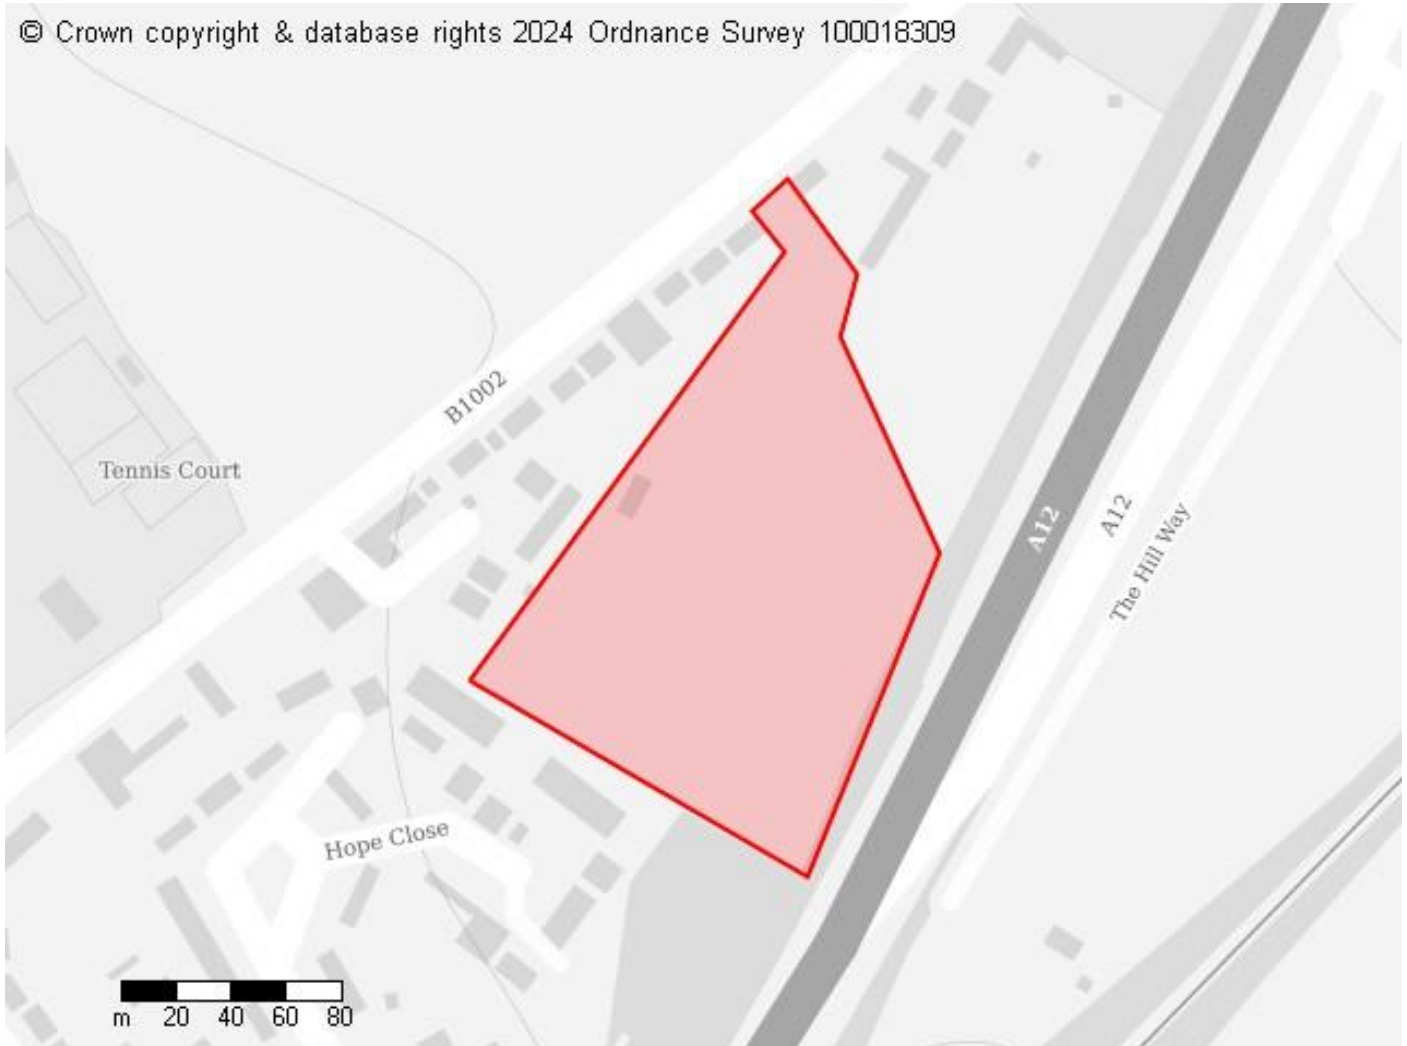 © Crown copyright & database rights 2024 Ordnance Survey 100018309
B1002
Tennis Court
A12
A12
The Hill Way
Hope Close
m 20 40 60 80